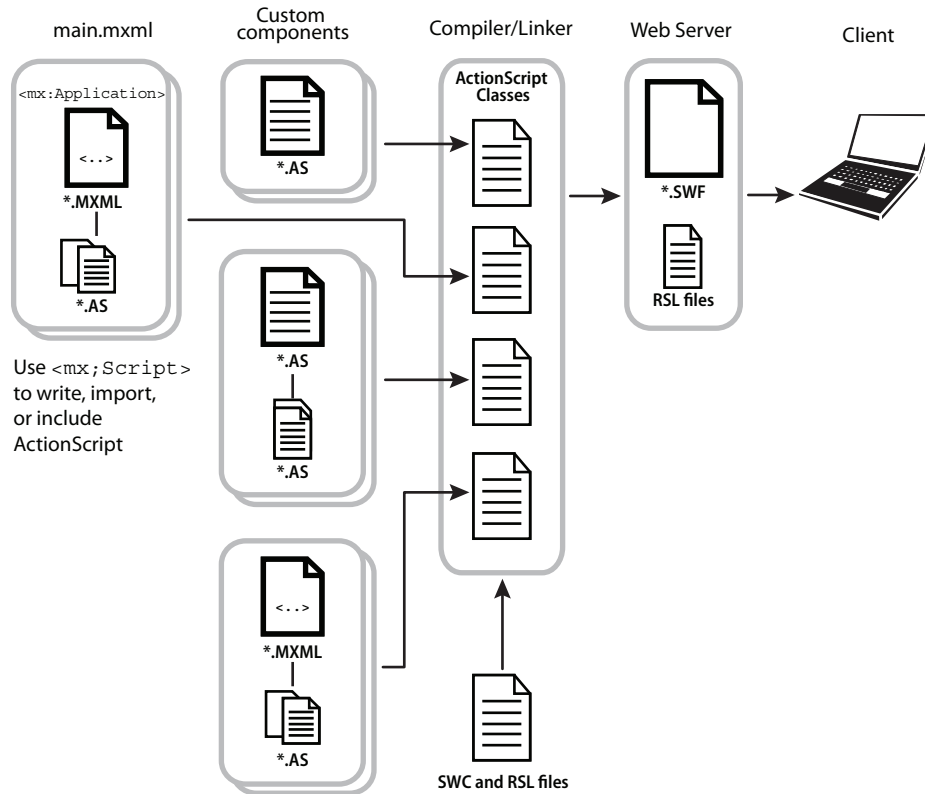 main.mxml
Custom
components
Compiler/Linker
Web Server
Client
<mx:Application>
<..>
*.MXML
*.AS
Use <mx;Script>
to write, import,
or include
ActionScript
*.AS
*.AS
*.AS
<..>
*.MXML
*.AS
ActionScript
Classes
SWC and RSL files
*.SWF
RSL files